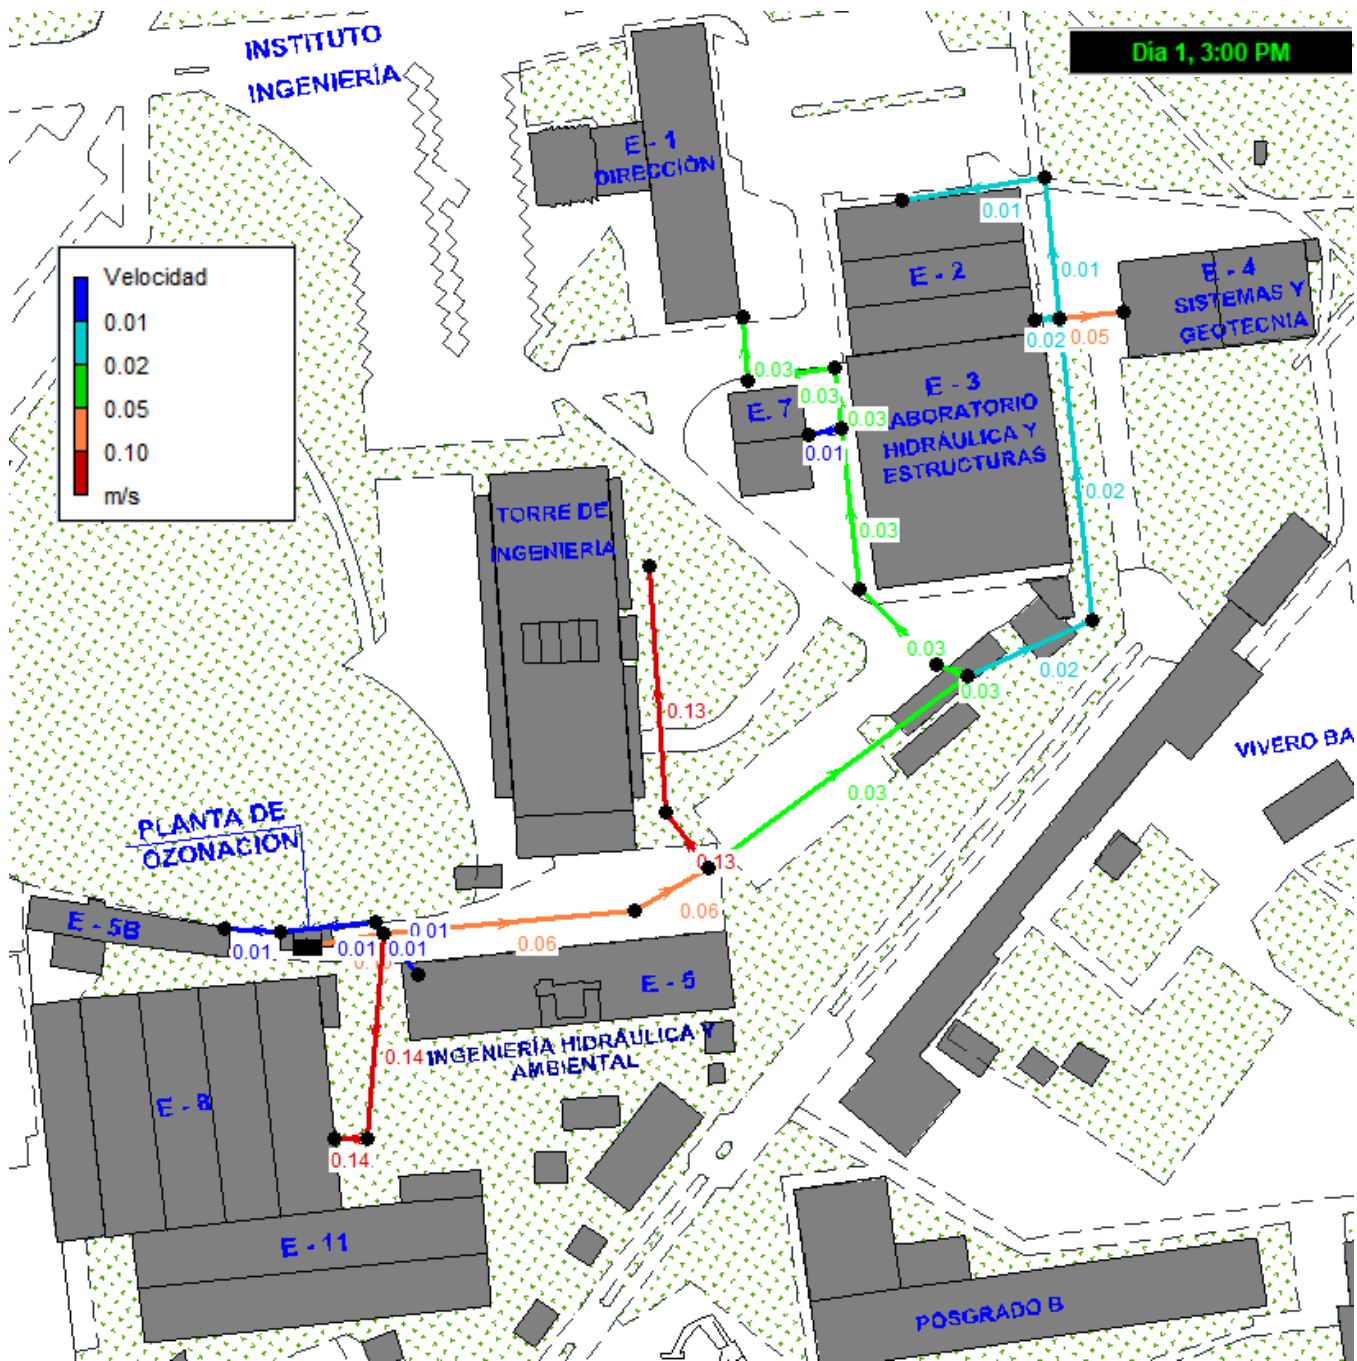 INSTITUTO
INGENIERÍA
Dia 1, 3:00 PM
E - 1
DIRECCIÓN
0.01
E - 2
0.01
E - 4
SISTEMAS Y
GEOTECNIA
Velocidad
0.01
0.02
0.05
0.10
m/s
0.02
0.05
0.03
0.03
0.03
E - 3
ABORATORIO
HIDRÁULICA Y
ESTRUCTURAS
E. 7
0.01
0.02
0.03
TORRE DE
INGENIERÍA
0.03
0.02
0.03
0.13
VIVERO BA
0.03
PLANTA DE
OZONACIÓN
0.13
0.06
E - 5B
0.01
0.01
0.01
0.01
0.06
E - 5
0.14
INGENIERÍA HIDRÁULICA Y
AMBIENTAL
E - 8
0.14
E - 11
POSGRADO B